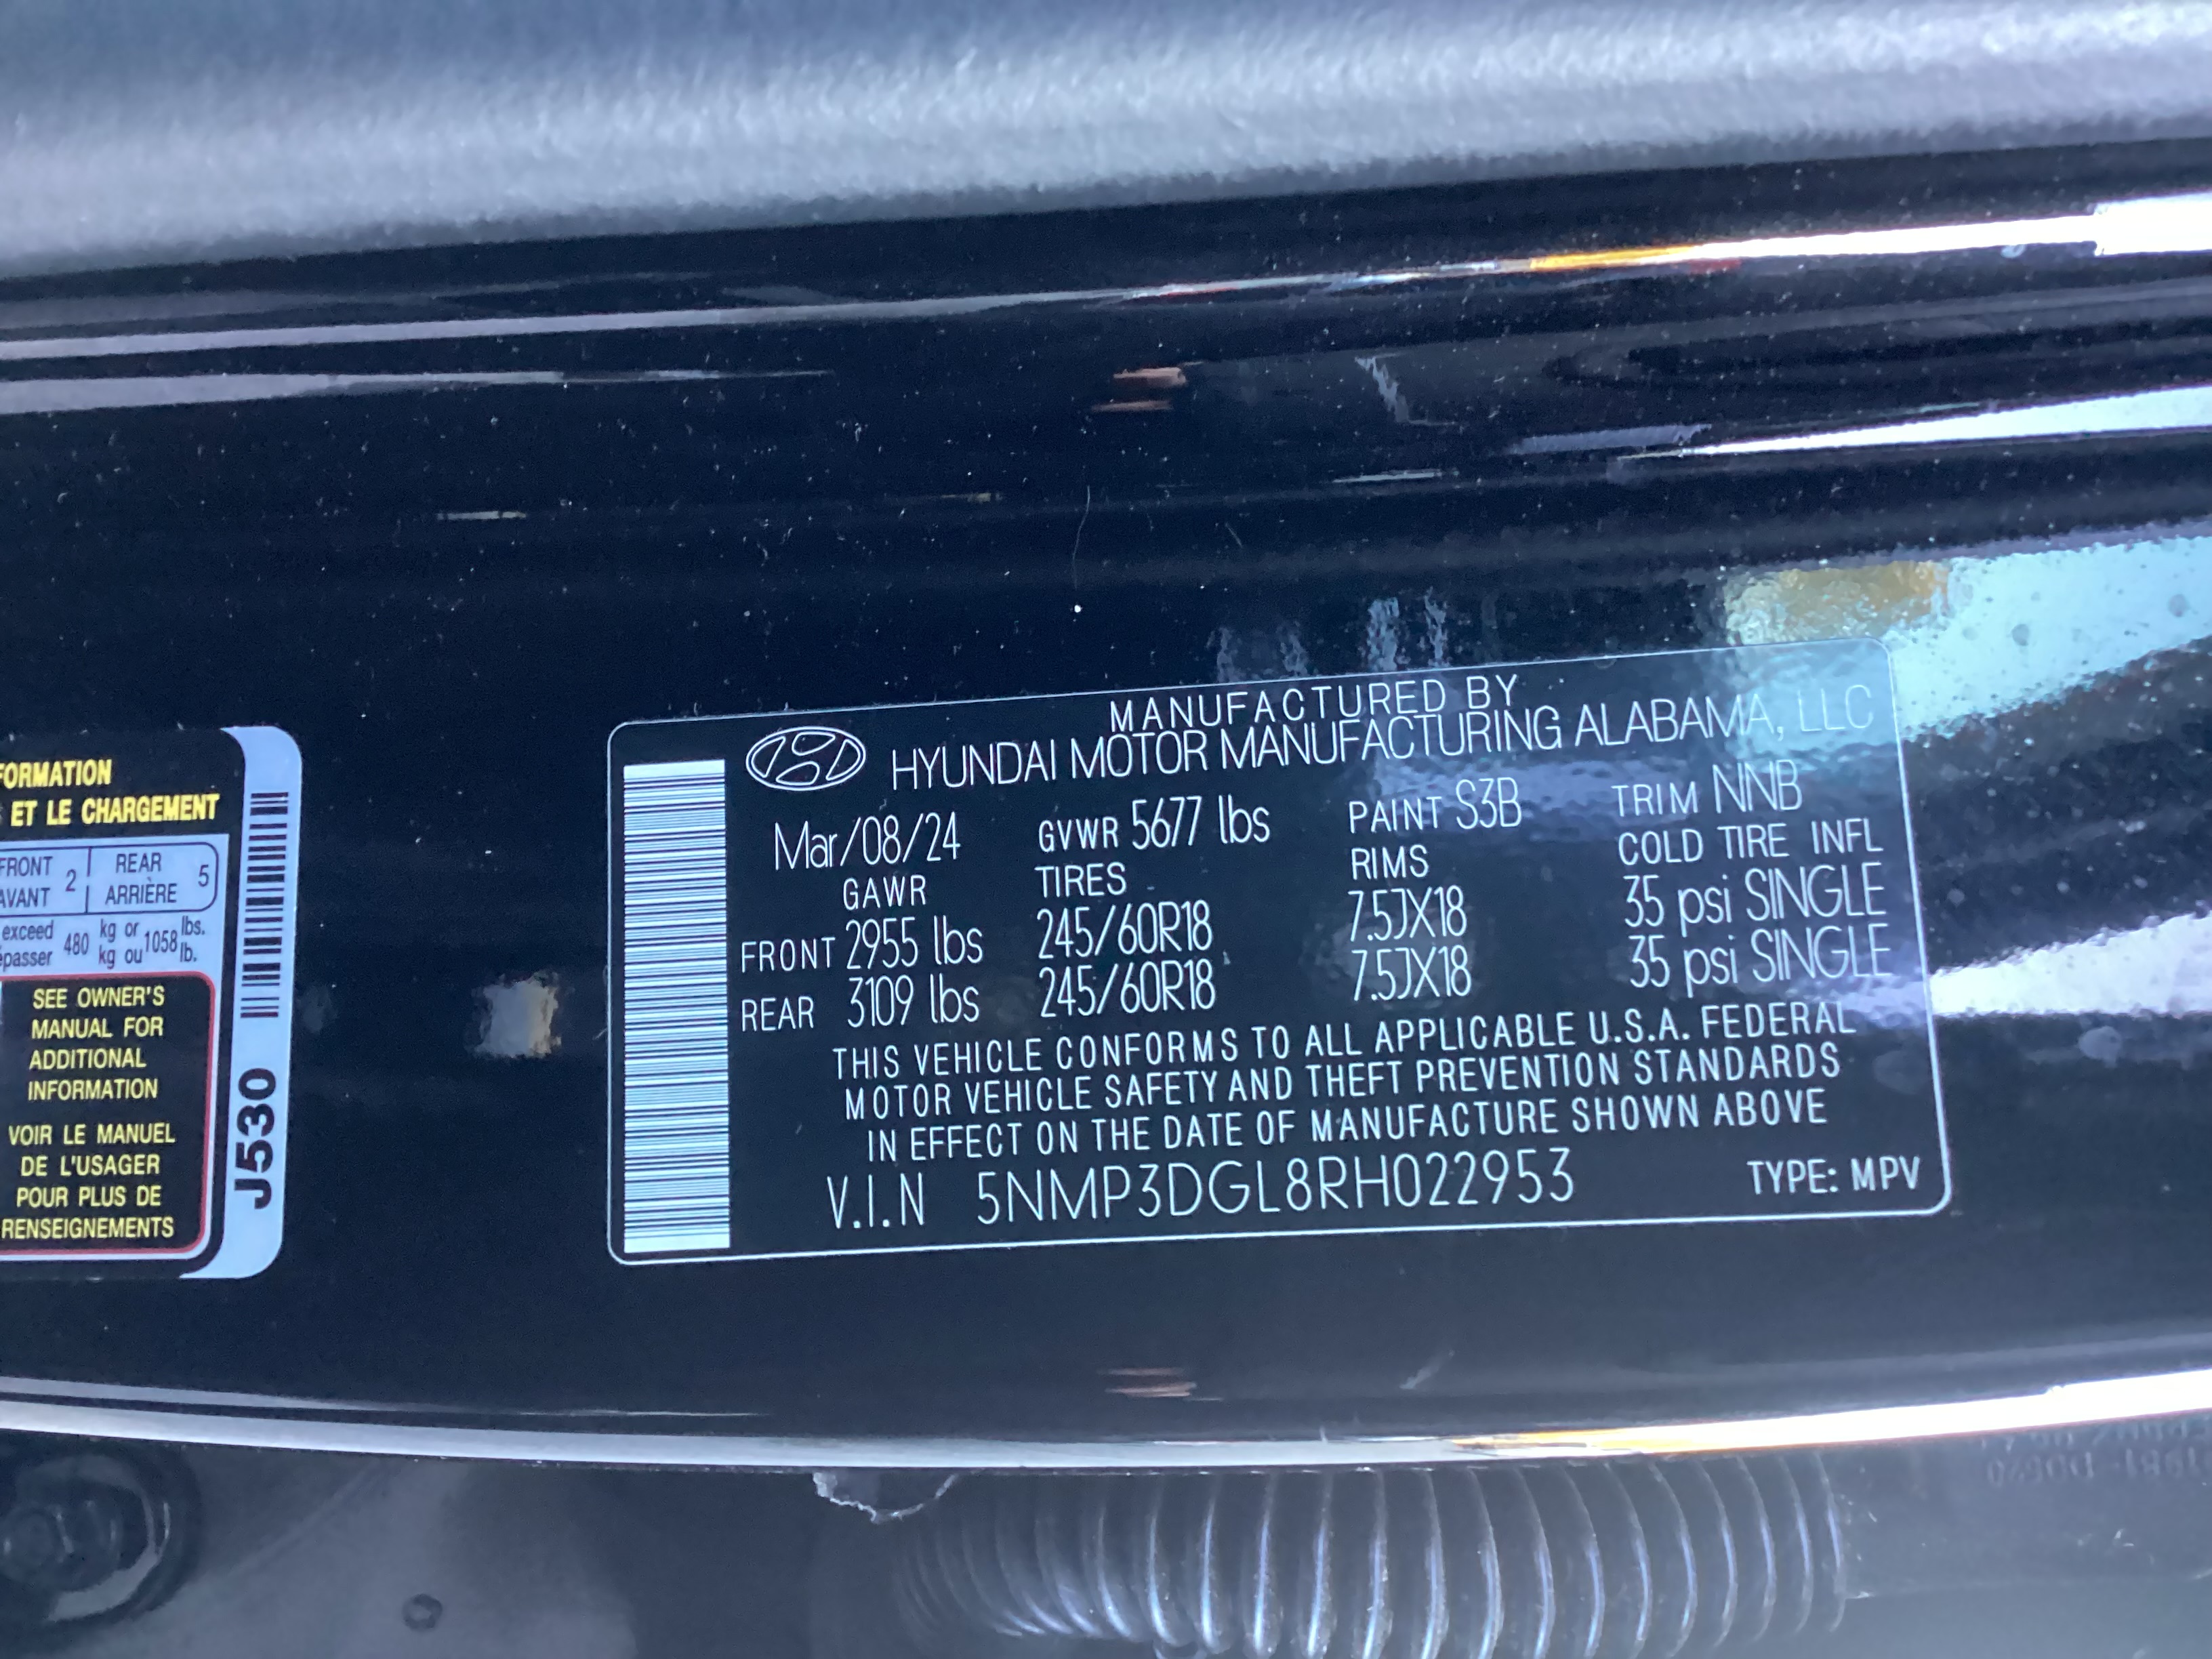 FORMATION
ET LE CHARGEMENT
FRONT 2 REAR 5
AVANT ARRIÈRE
exceed 480 kg or 1058 lbs.
passer kg ou lb.
SEE OWNER'S
MANUAL FOR
ADDITIONAL
INFORMATION
VOIR LE MANUEL
DE L'USAGER
POUR PLUS DE
RENSEIGNEMENTS
J530
MANUFACTURED BY
HYUNDAI MOTOR MANUFACTURING ALABAMA, LLC
Mar/08/24 GVWR 5677 lbs PAINT S3B TRIM NNB
GAWR TIRES RIMS COLD TIRE INFL
FRONT 2955 lbs 245/60R18 7.5JX18 35 psi SINGLE
REAR 3109 lbs 245/60R18 7.5JX18 35 psi SINGLE
THIS VEHICLE CONFORMS TO ALL APPLICABLE U.S.A. FEDERAL
MOTOR VEHICLE SAFETY AND THEFT PREVENTION STANDARDS
IN EFFECT ON THE DATE OF MANUFACTURE SHOWN ABOVE
V.I.N 5NMP3DGL8RH022953 TYPE: MPV